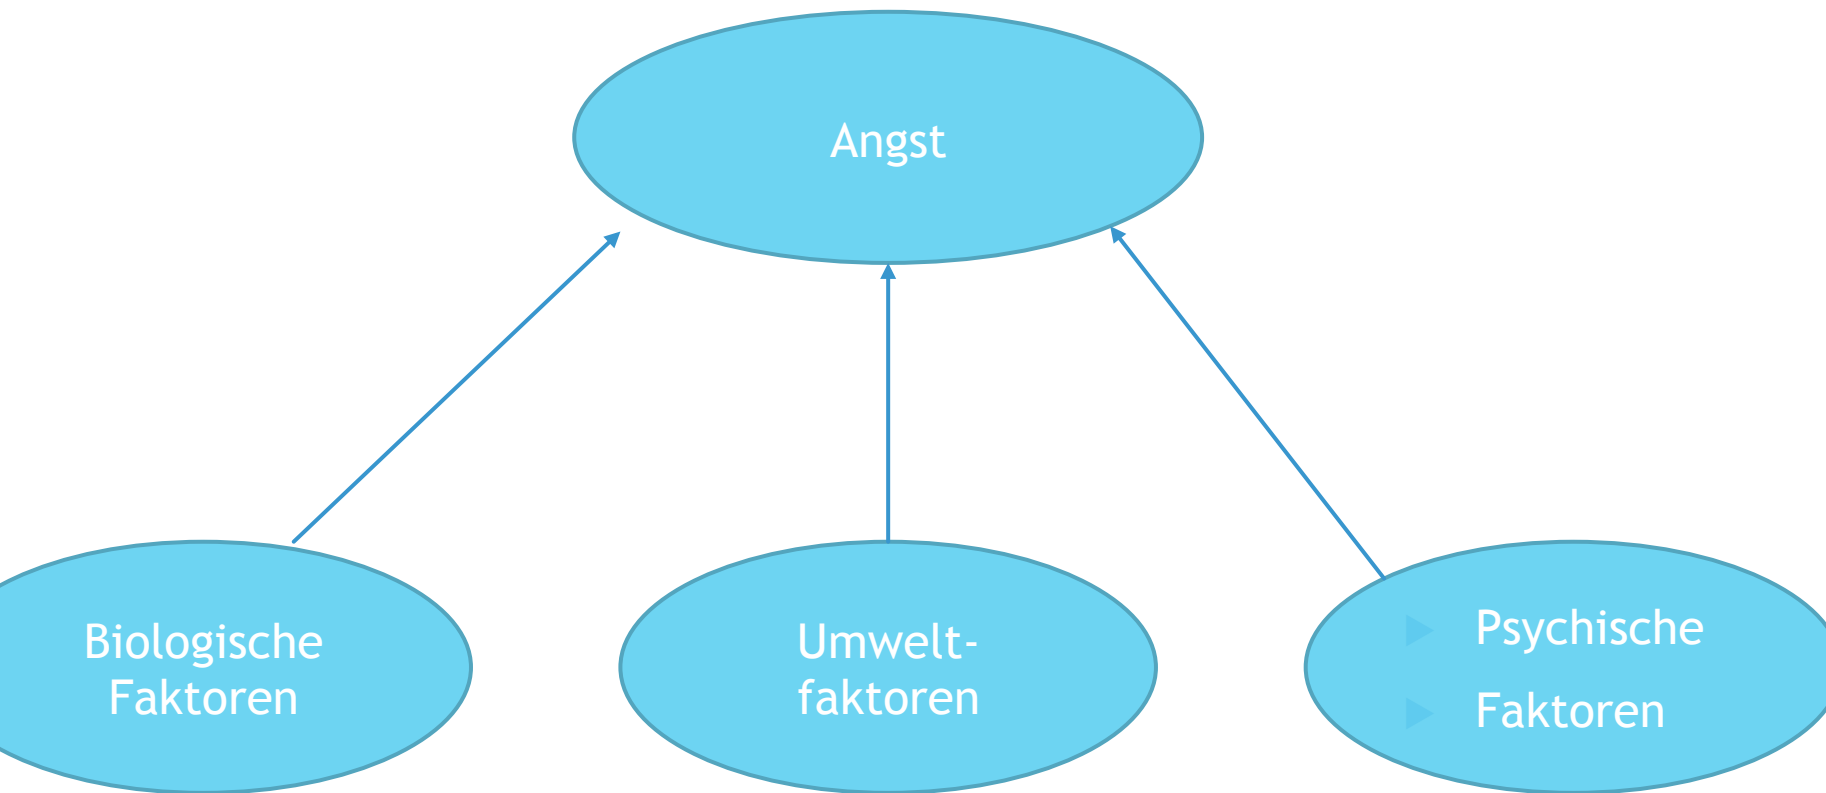 Angst
Biologische
Faktoren
Umwelt-
faktoren
Psychische
Faktoren